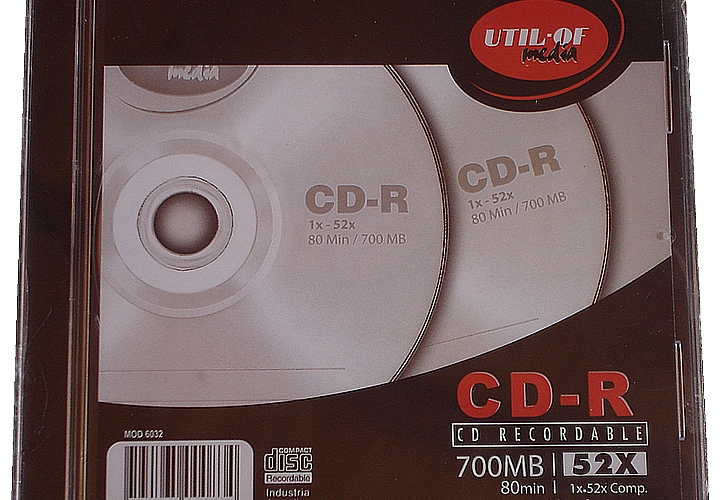 UTIL-OF
media
media
CD-R
1x - 52x
80 Min / 700 MB
CD-R
1x - 52x
80 Min / 700 MB
CD-R
CD RECORDABLE
700MB | 52X
80min | 1x-52x Comp.
MOD 6032
COMPACT
disc
Recordable
Industria